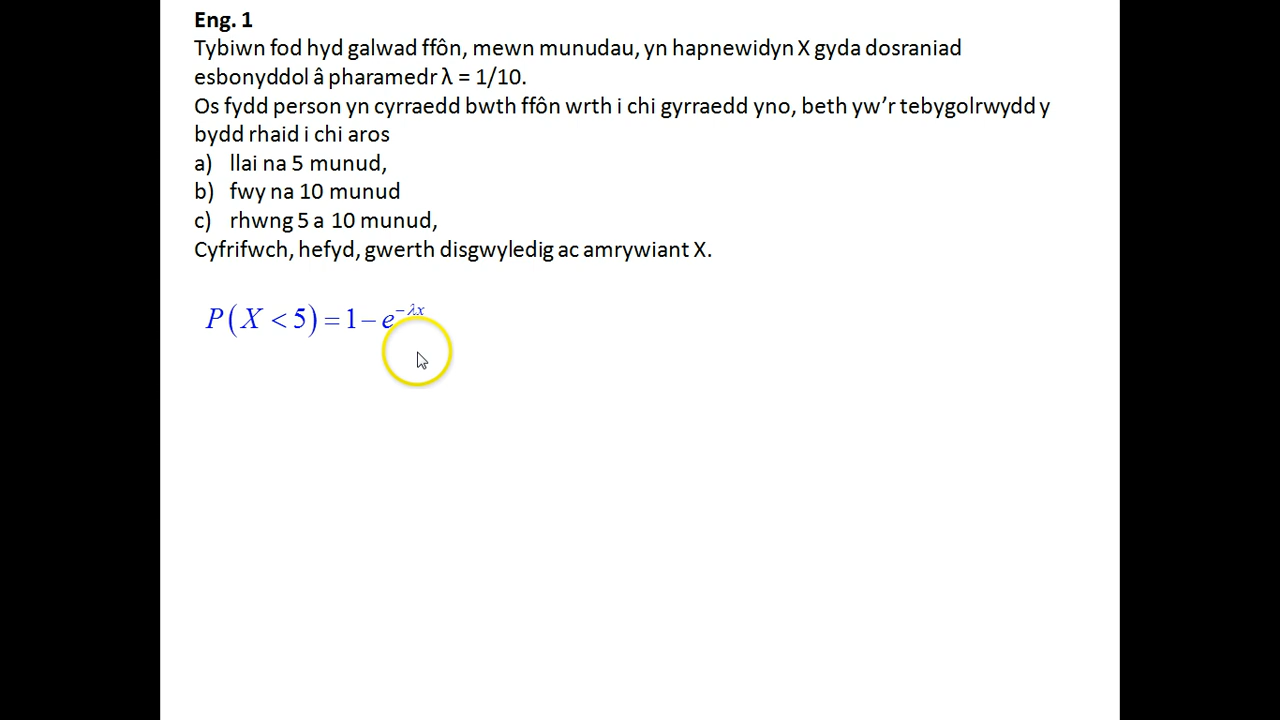 Eng. 1
Tybiwn fod hyd galwad ffôn, mewn munudau, yn hapnewidyn X gyda dosraniad
esbonyddol â pharamedr λ = 1/10.
Os fydd person yn cyrraedd bwth ffôn wrth i chi gyrraedd yno, beth yw’r tebygolrwydd y
bydd rhaid i chi aros
a) llai na 5 munud,
b) fwy na 10 munud
c) rhwng 5 a 10 munud,
Cyfrifwch, hefyd, gwerth disgwyledig ac amrywiant X.
P(X < 5) = 1 − e^{−λx}